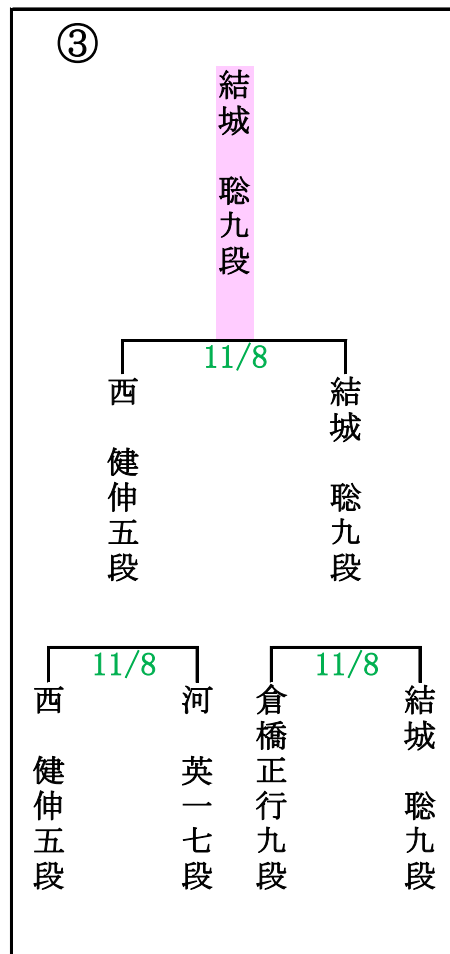 ③
結城 聡九段
11/8
西 健伸五段
結城 聡九段
11/8
11/8
西 健伸五段
河 英一七段
倉橋正行九段
結城 聡九段